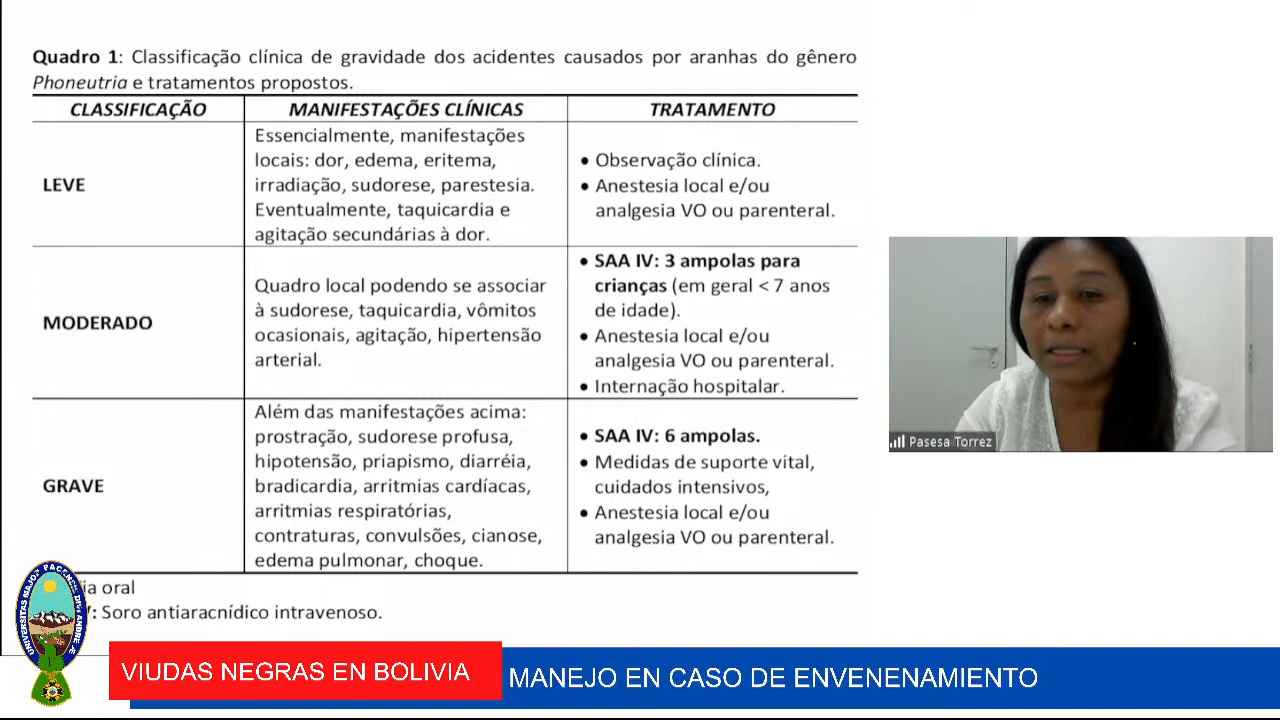 Quadro 1: Classificação clínica de gravidade dos acidentes causados por aranhas do gênero
Phoneutria e tratamentos propostos.
CLASSIFICAÇÃO
MANIFESTAÇÕES CLÍNICAS
TRATAMENTO
LEVE
Essencialmente, manifestações
locais: dor, edema, eritema,
irradiação, sudorese, parestesia.
Eventualmente, taquicardia e
agitação secundárias à dor.
• Observação clínica.
• Anestesia local e/ou
analgesia VO ou parenteral.
MODERADO
Quadro local podendo se associar
à sudorese, taquicardia, vômitos
ocasionais, agitação, hipertensão
arterial.
• SAA IV: 3 ampolas para
crianças (em geral < 7 anos
de idade).
• Anestesia local e/ou
analgesia VO ou parenteral.
• Internação hospitalar.
GRAVE
Além das manifestações acima:
prostração, sudorese profusa,
hipotensão, priapismo, diarréia,
bradicardia, arritmias cardíacas,
arritmias respiratórias,
contraturas, convulsões, cianose,
edema pulmonar, choque.
• SAA IV: 6 ampolas.
• Medidas de suporte vital,
cuidados intensivos,
• Anestesia local e/ou
analgesia VO ou parenteral.
oral
Soro antiaracnídico intravenoso.
Pasesa Torrez
VIUDAS NEGRAS EN BOLIVIA
MANEJO EN CASO DE ENVENENAMIENTO